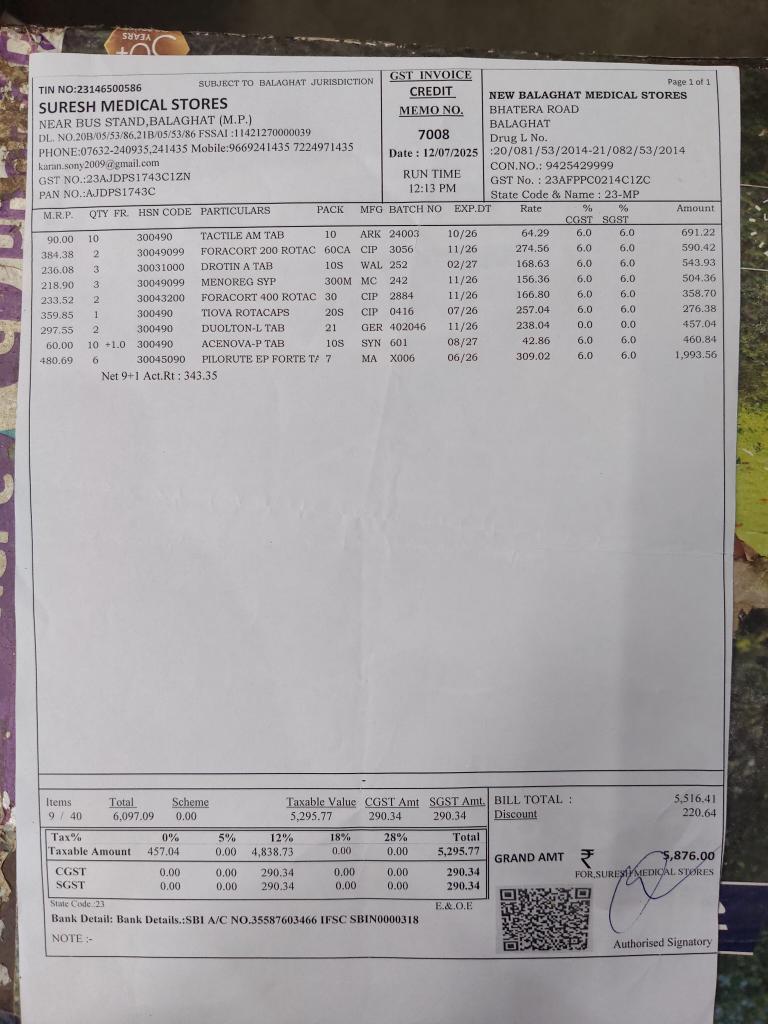 50+
YEARS
TIN NO:23146500586
SUBJECT TO BALAGHAT JURISDICTION
SURESH MEDICAL STORES
NEAR BUS STAND,BALAGHAT (M.P.)
DL. NO.20B/05/53/86,21B/05/53/86 FSSAI :11421270000039
PHONE:07632-240935,241435 Mobile:9669241435 7224971435
karan.sony2009@gmail.com
GST NO.:23AJDPS1743C1ZN
PAN NO.:AJDPS1743C
GST INVOICE
CREDIT
MEMO NO.
7008
Date : 12/07/2025
RUN TIME
12:13 PM
Page 1 of 1
NEW BALAGHAT MEDICAL STORES
BHATERA ROAD
BALAGHAT
Drug L No.
:20/081/53/2014-21/082/53/2014
CON.NO.: 9425429999
GST No. : 23AFPPC0214C1ZC
State Code & Name : 23-MP
M.R.P. QTY FR. HSN CODE PARTICULARS PACK MFG BATCH NO EXP.DT Rate % CGST % SGST Amount
90.00 10 300490 TACTILE AM TAB 10 ARK 24003 10/26 64.29 6.0 6.0 691.22
384.38 2 30049099 FORACORT 200 ROTAC 60CA CIP 3056 11/26 274.56 6.0 6.0 590.42
236.08 3 30031000 DROTIN A TAB 10S WAL 252 02/27 168.63 6.0 6.0 543.93
218.90 3 30049099 MENOREG SYP 300M MC 242 11/26 156.36 6.0 6.0 504.36
233.52 2 30043200 FORACORT 400 ROTAC 30 CIP 2884 11/26 166.80 6.0 6.0 358.70
359.85 1 300490 TIOVA ROTACAPS 20S CIP 0416 07/26 257.04 6.0 6.0 276.38
297.55 2 300490 DUOLTON-L TAB 21 GER 402046 11/26 238.04 0.0 0.0 457.04
60.00 10 +1.0 300490 ACENOVA-P TAB 10S SYN 601 08/27 42.86 6.0 6.0 460.84
480.69 6 30045090 PILORUTE EP FORTE TA 7 MA X006 06/26 309.02 6.0 6.0 1,993.56
Net 9+1 Act.Rt : 343.35
Items Total Scheme Taxable Value CGST Amt SGST Amt.
9 / 40 6,097.09 0.00 5,295.77 290.34 290.34
Tax% 0% 5% 12% 18% 28% Total
Taxable Amount 457.04 0.00 4,838.73 0.00 0.00 5,295.77
CGST 0.00 0.00 290.34 0.00 0.00 290.34
SGST 0.00 0.00 290.34 0.00 0.00 290.34
State Code :23 E.&.O.E
Bank Detail: Bank Details.:SBI A/C NO.35587603466 IFSC SBIN0000318
NOTE :-
BILL TOTAL : 5,516.41
Discount 220.64
GRAND AMT ₹ 5,876.00
FOR,SURESH MEDICAL STORES
Authorised Signatory